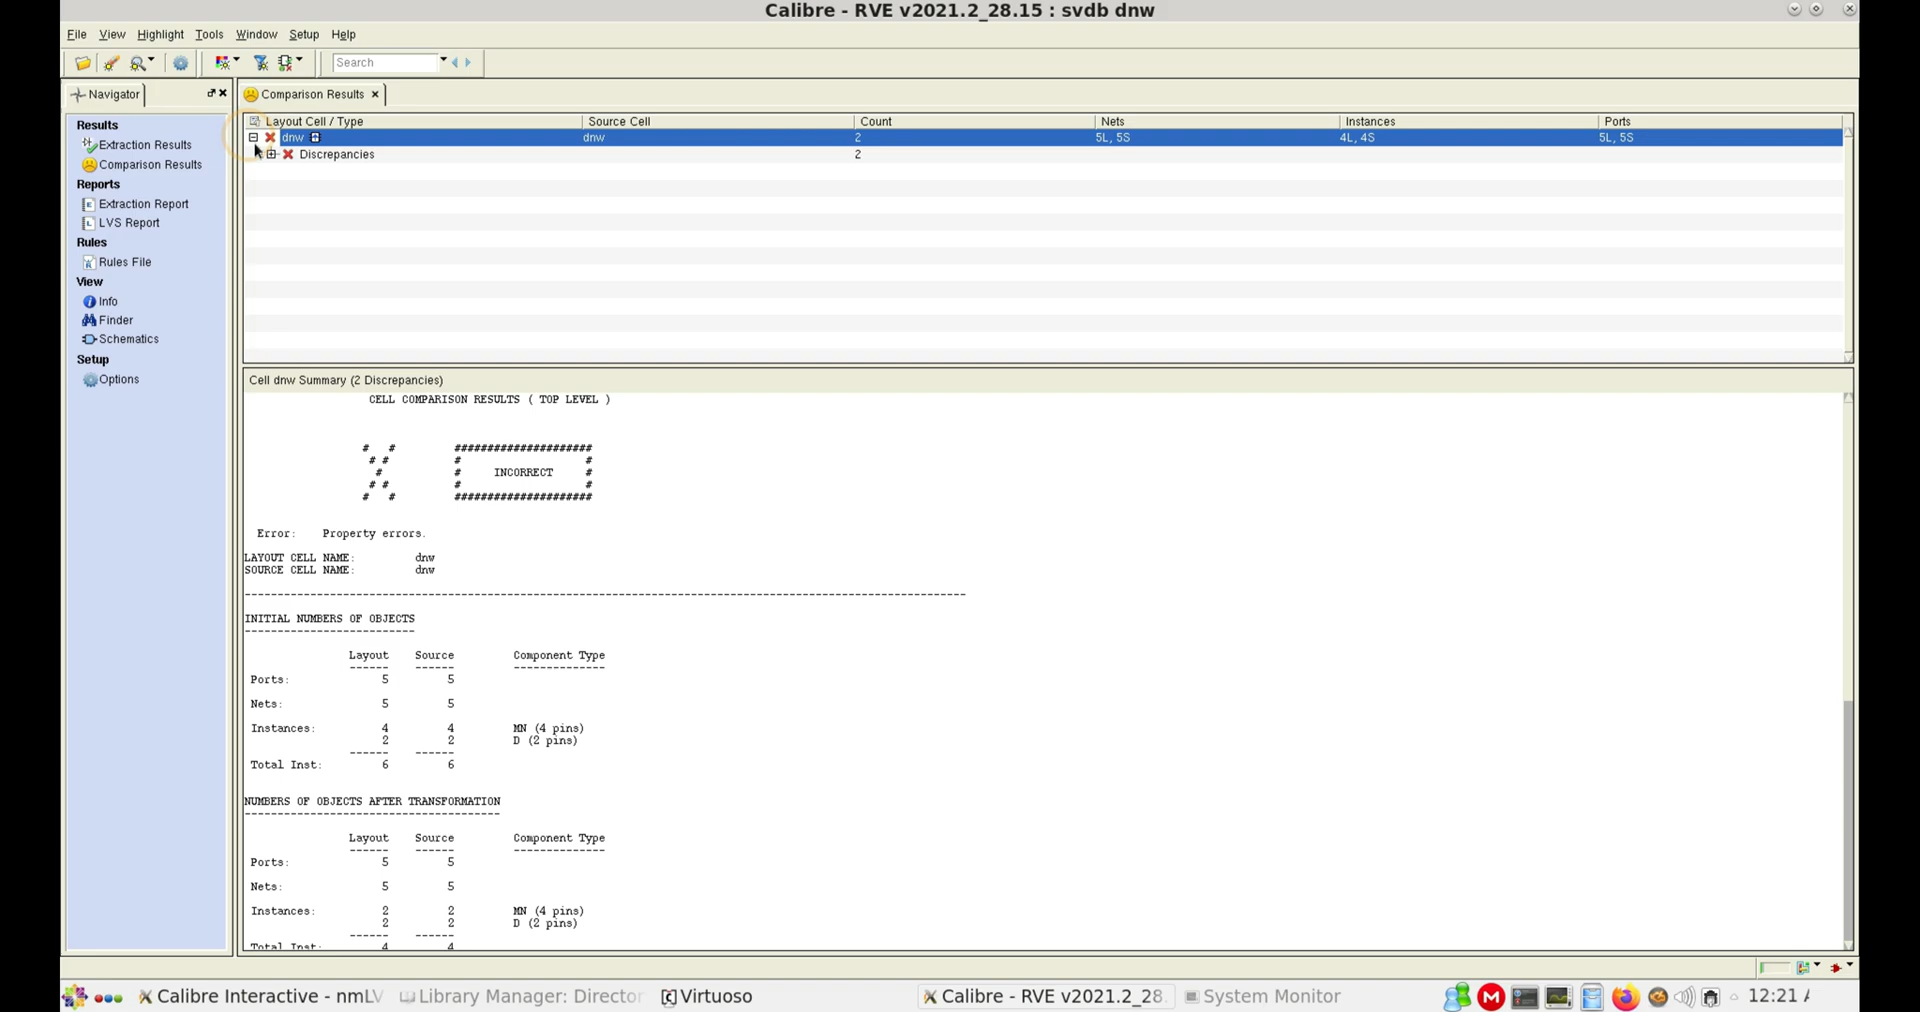 Calibre - RVE v2021.2_28.15 : svdb dnw
File View Highlight Tools Window Setup Help
Search
Navigator
Comparison Results
Results
Extraction Results
Comparison Results
Reports
Extraction Report
LVS Report
Rules
Rules File
View
Info
Finder
Schematics
Setup
Options
Layout Cell / Type Source Cell Count Nets Instances Ports
dnw dnw 2 5L, 5S 4L, 4S 5L, 5S
Discrepancies 2
Cell dnw Summary (2 Discrepancies)
CELL COMPARISON RESULTS ( TOP LEVEL )
# # #####################
# # # #
# # INCORRECT #
# # # #
# # #####################
Error: Property errors.
LAYOUT CELL NAME: dnw
SOURCE CELL NAME: dnw
INITIAL NUMBERS OF OBJECTS
Layout Source Component Type
Ports: 5 5
Nets: 5 5
Instances: 4 4 MN (4 pins)
2 2 D (2 pins)
Total Inst: 6 6
NUMBERS OF OBJECTS AFTER TRANSFORMATION
Layout Source Component Type
Ports: 5 5
Nets: 5 5
Instances: 2 2 MN (4 pins)
2 2 D (2 pins)
Total Inst: 4 4
Calibre Interactive - nmLV Library Manager: Director Virtuoso Calibre - RVE v2021.2_28. System Monitor 12:21